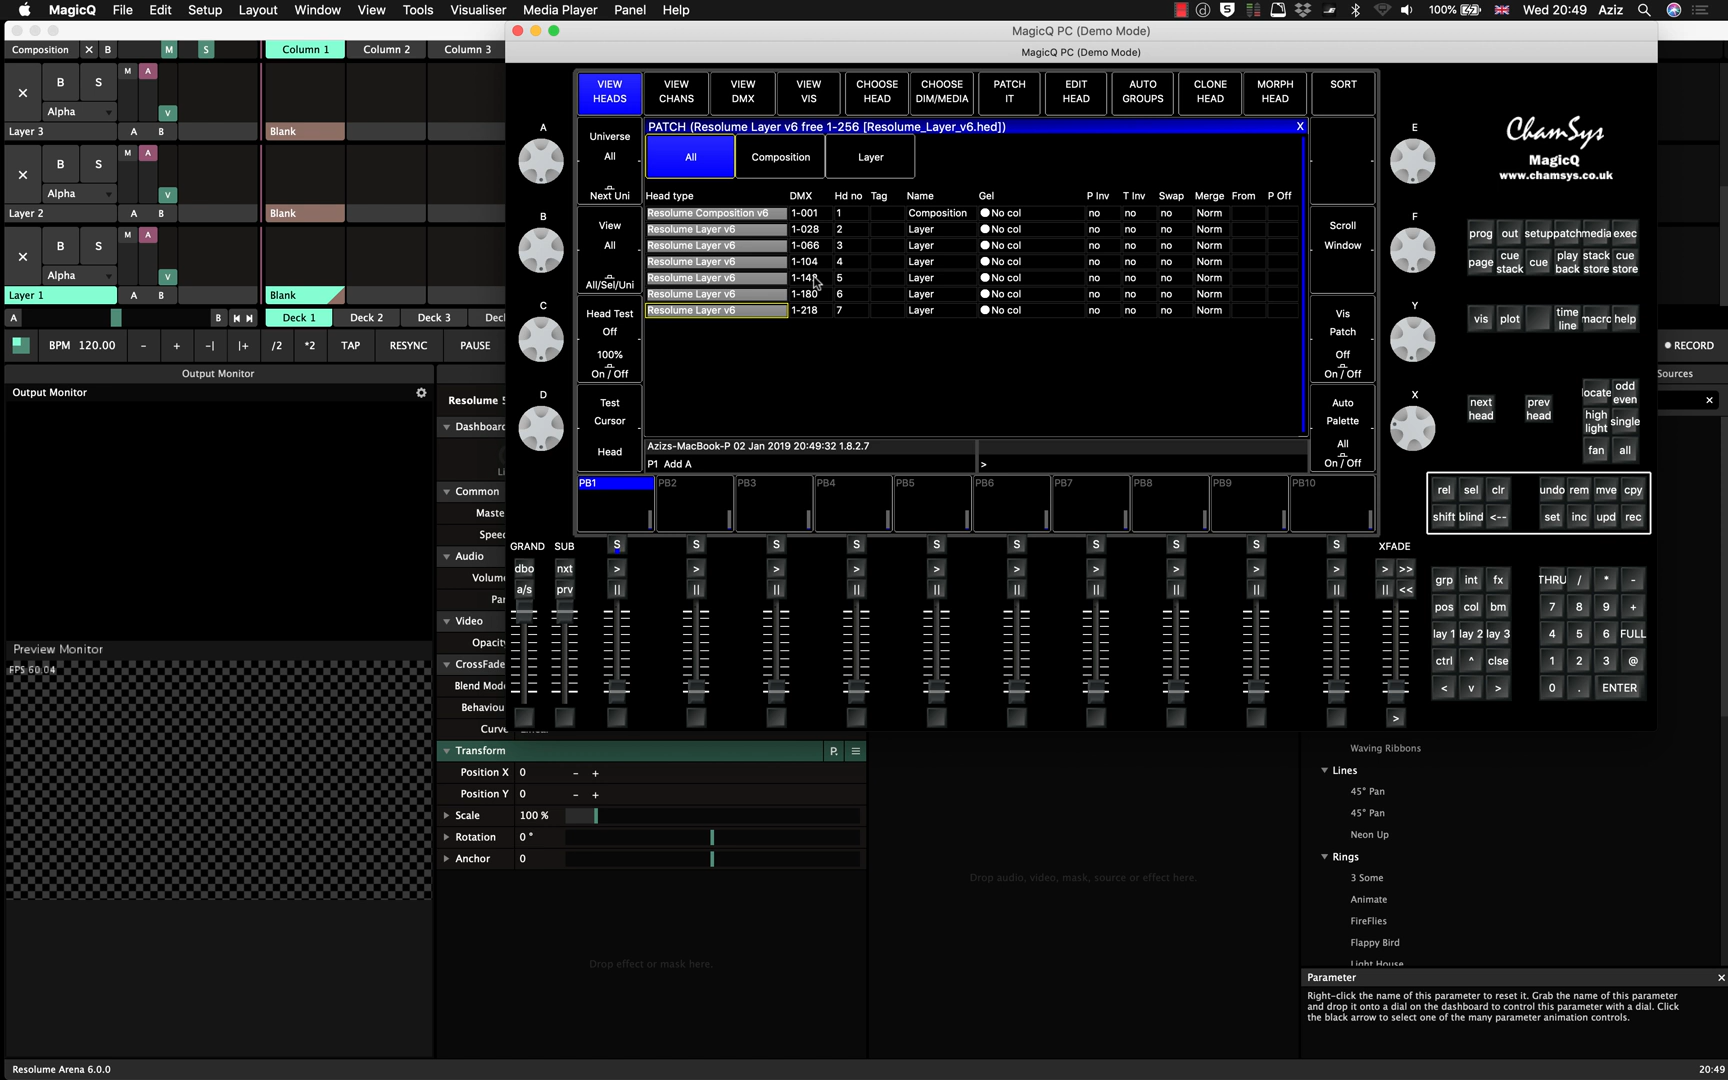 MagicQ File Edit Setup Layout Window View Tools Visualiser Media Player Panel Help 100% Wed 20:49 Aziz
MagicQ PC (Demo Mode)
MagicQ PC (Demo Mode)
Composition × B M S Column 1 Column 2 Column 3
B S M A
Alpha V
Layer 3 A B Blank
B S M A
Alpha V
Layer 2 A B Blank
B S M A
Alpha V
Layer 1 A B Blank
A B Deck 1 Deck 2 Deck 3
BPM 120.00 - + -| |+ /2 *2 TAP RESYNC PAUSE
Output Monitor
Output Monitor
Preview Monitor
FPS 60.04
Resolume
Dashboard
Common
Audio
Video
Transform P.
Position X 0 - +
Position Y 0 - +
Scale 100 %
Rotation 0 °
Anchor 0
Drop effect or mask here.
Drop audio, video, mask, source or effect here.
VIEW HEADS
VIEW CHANS
VIEW DMX
VIEW VIS
CHOOSE HEAD
CHOOSE DIM/MEDIA
PATCH IT
EDIT HEAD
AUTO GROUPS
CLONE HEAD
MORPH HEAD
SORT
PATCH (Resolume Layer v6 free 1-256 [Resolume_Layer_v6.hed]) X
All Composition Layer
Head type DMX Hd no Tag Name Gel P Inv T Inv Swap Merge From P Off
Resolume Composition v6 1-001 1 Composition No col no no no Norm
Resolume Layer v6 1-028 2 Layer No col no no no Norm
Resolume Layer v6 1-066 3 Layer No col no no no Norm
Resolume Layer v6 1-104 4 Layer No col no no no Norm
Resolume Layer v6 5 Layer No col no no no Norm
Resolume Layer v6 1-180 6 Layer No col no no no Norm
Resolume Layer v6 1-218 7 Layer No col no no no Norm
Azizs-MacBook-P 02 Jan 2019 20:49:32 1.8.2.7
P1 Add A >
A
Universe
All
Next Uni
B
View
All
All/Sel/Uni
C
Head Test
Off
100%
On / Off
D
Test
Cursor
Head
E
F
Scroll
Window
Y
Vis
Patch
Off
On / Off
X
Auto
Palette
All
On / Off
PB1 PB2 PB3 PB4 PB5 PB6 PB7 PB8 PB9 PB10
GRAND SUB S S S S S S S S S S XFADE
dbo nxt > > > > > > > > > > > >>
a/s prv || || || || || || || || || || || <<
>
ChamSys
MagicQ
www.chamsys.co.uk
prog out setup patch media exec
page cue stack cue play back stack store cue store
vis plot time line macro help
next head prev head
locate odd even
high light single
fan all
rel sel clr undo rem mve cpy
shift blind <-- set inc upd rec
grp int fx THRU / * -
pos col bm 7 8 9 +
lay 1 lay 2 lay 3 4 5 6 FULL
ctrl ^ clse 1 2 3 @
< v > 0 . ENTER
RECORD
Sources
Waving Ribbons
Lines
45° Pan
45° Pan
Neon Up
Rings
3 Some
Animate
FireFlies
Flappy Bird
Light House
Parameter ×
Right-click the name of this parameter to reset it. Grab the name of this parameter
and drop it onto a dial on the dashboard to control this parameter with a dial. Click
the black arrow to select one of the many parameter animation controls.
Resolume Arena 6.0.0 20:49